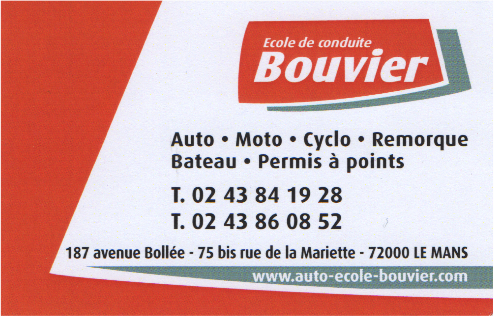 Ecole de conduite
Bouvier
Auto • Moto • Cyclo • Remorque
Bateau • Permis à points
T. 02 43 84 19 28
T. 02 43 86 08 52
187 avenue Bollée - 75 bis rue de la Mariette - 72000 LE MANS
www.auto-ecole-bouvier.com